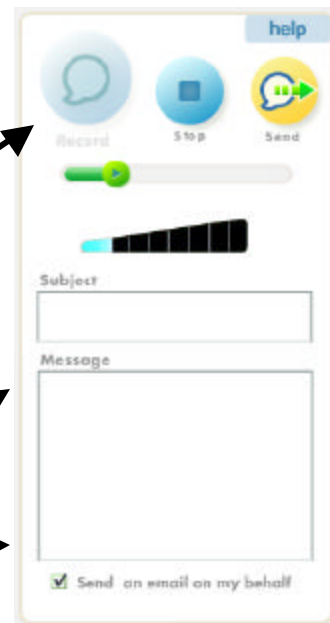 help
Record Stop Send
Subject
Message
Send an email on my behalf